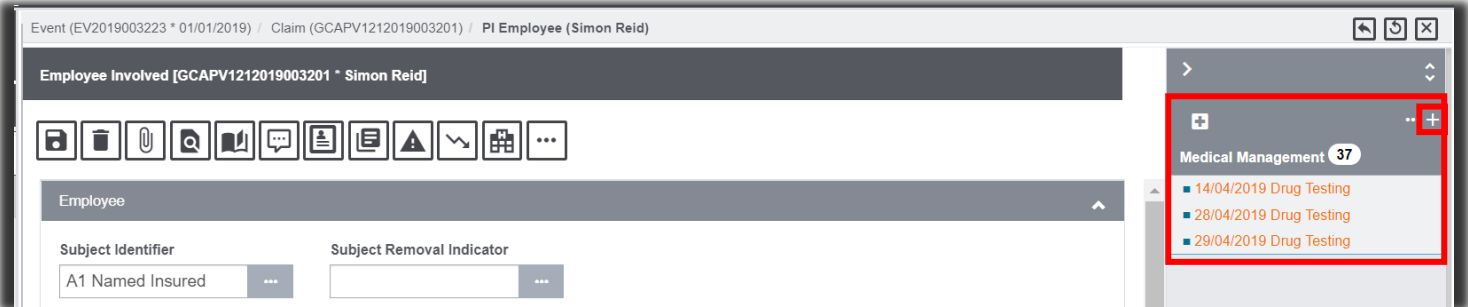 Event (EV2019003223 * 01/01/2019) / Claim (GCAPV1212019003201) / PI Employee (Simon Reid)
Employee Involved [GCAPV1212019003201 * Simon Reid]
Employee
Subject Identifier
Subject Removal Indicator
A1 Named Insured
Medical Management 37
14/04/2019 Drug Testing
28/04/2019 Drug Testing
29/04/2019 Drug Testing